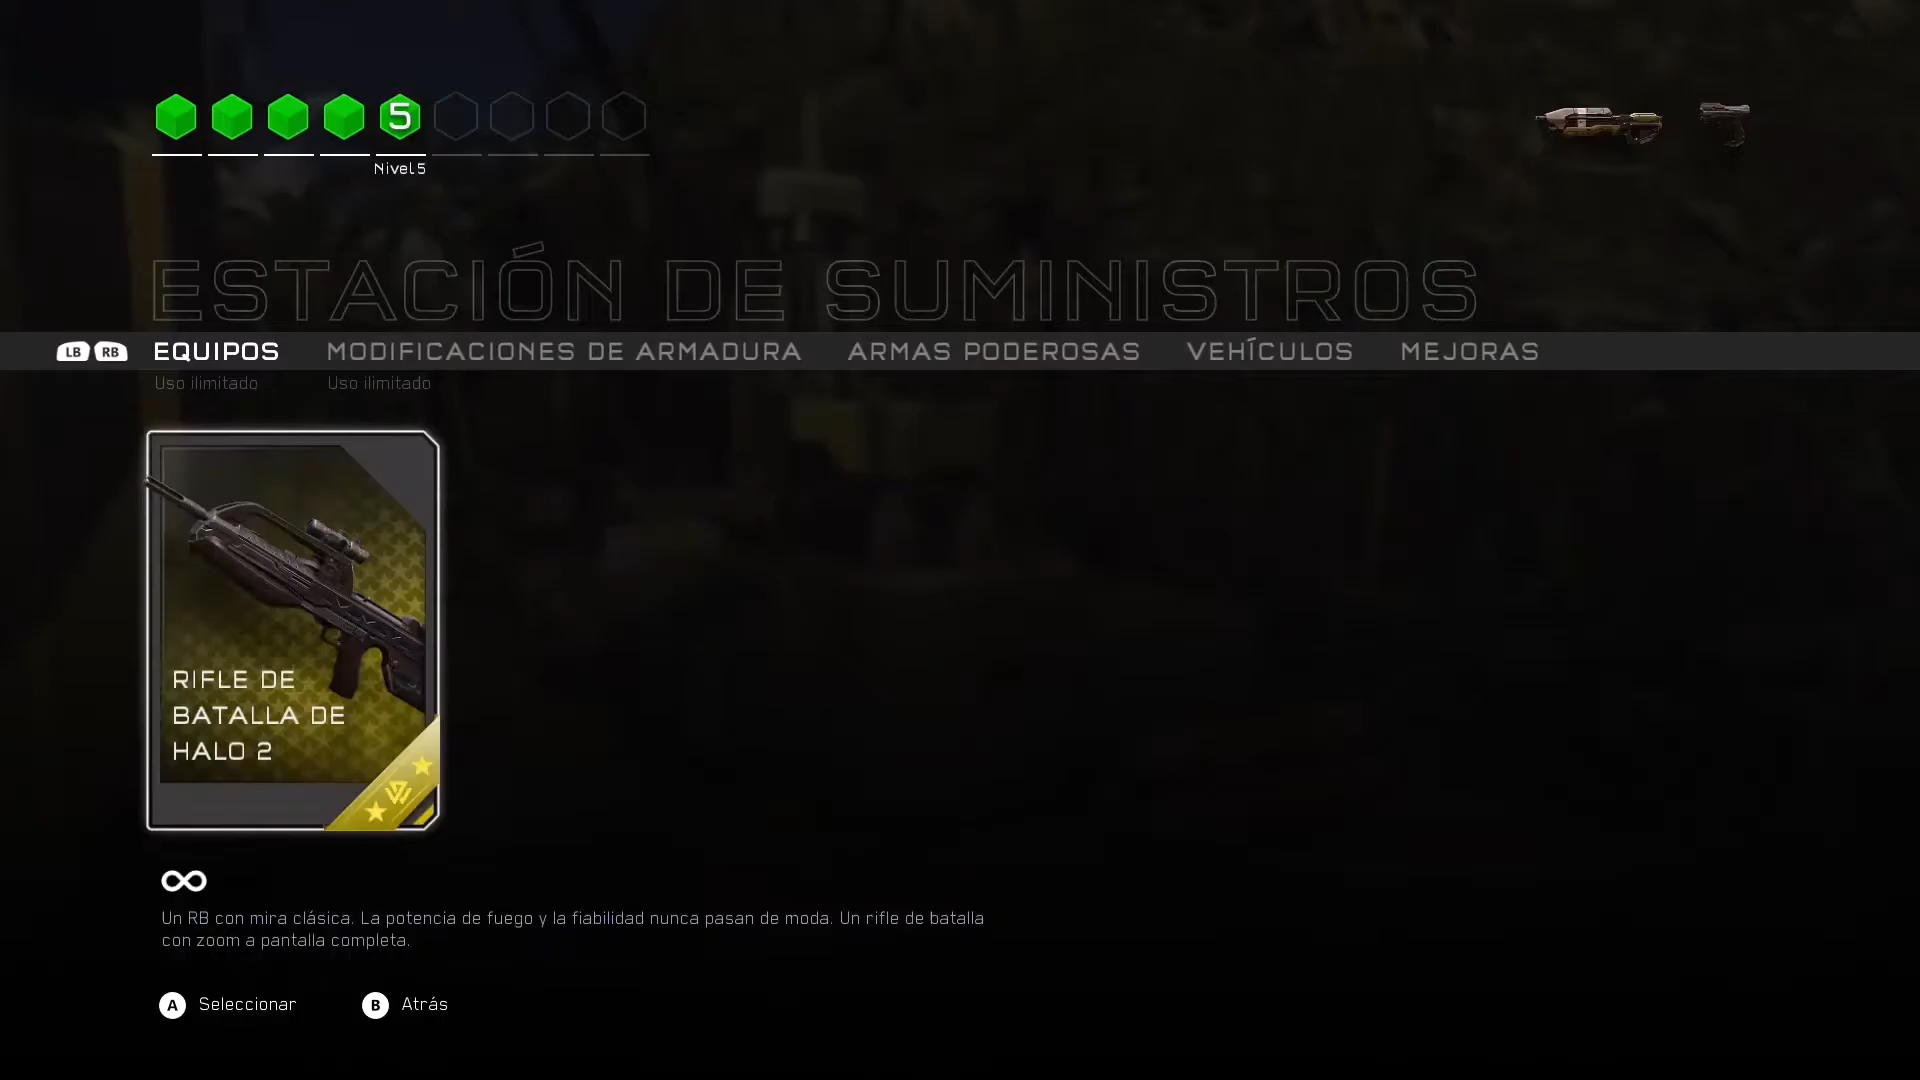 5
Nivel 5
ESTACIÓN DE SUMINISTROS
LB RB EQUIPOS MODIFICACIONES DE ARMADURA ARMAS PODEROSAS VEHÍCULOS MEJORAS
Uso ilimitado Uso ilimitado
RIFLE DE
BATALLA DE
HALO 2
Un RB con mira clásica. La potencia de fuego y la fiabilidad nunca pasan de moda. Un rifle de batalla
con zoom a pantalla completa.
A Seleccionar B Atrás